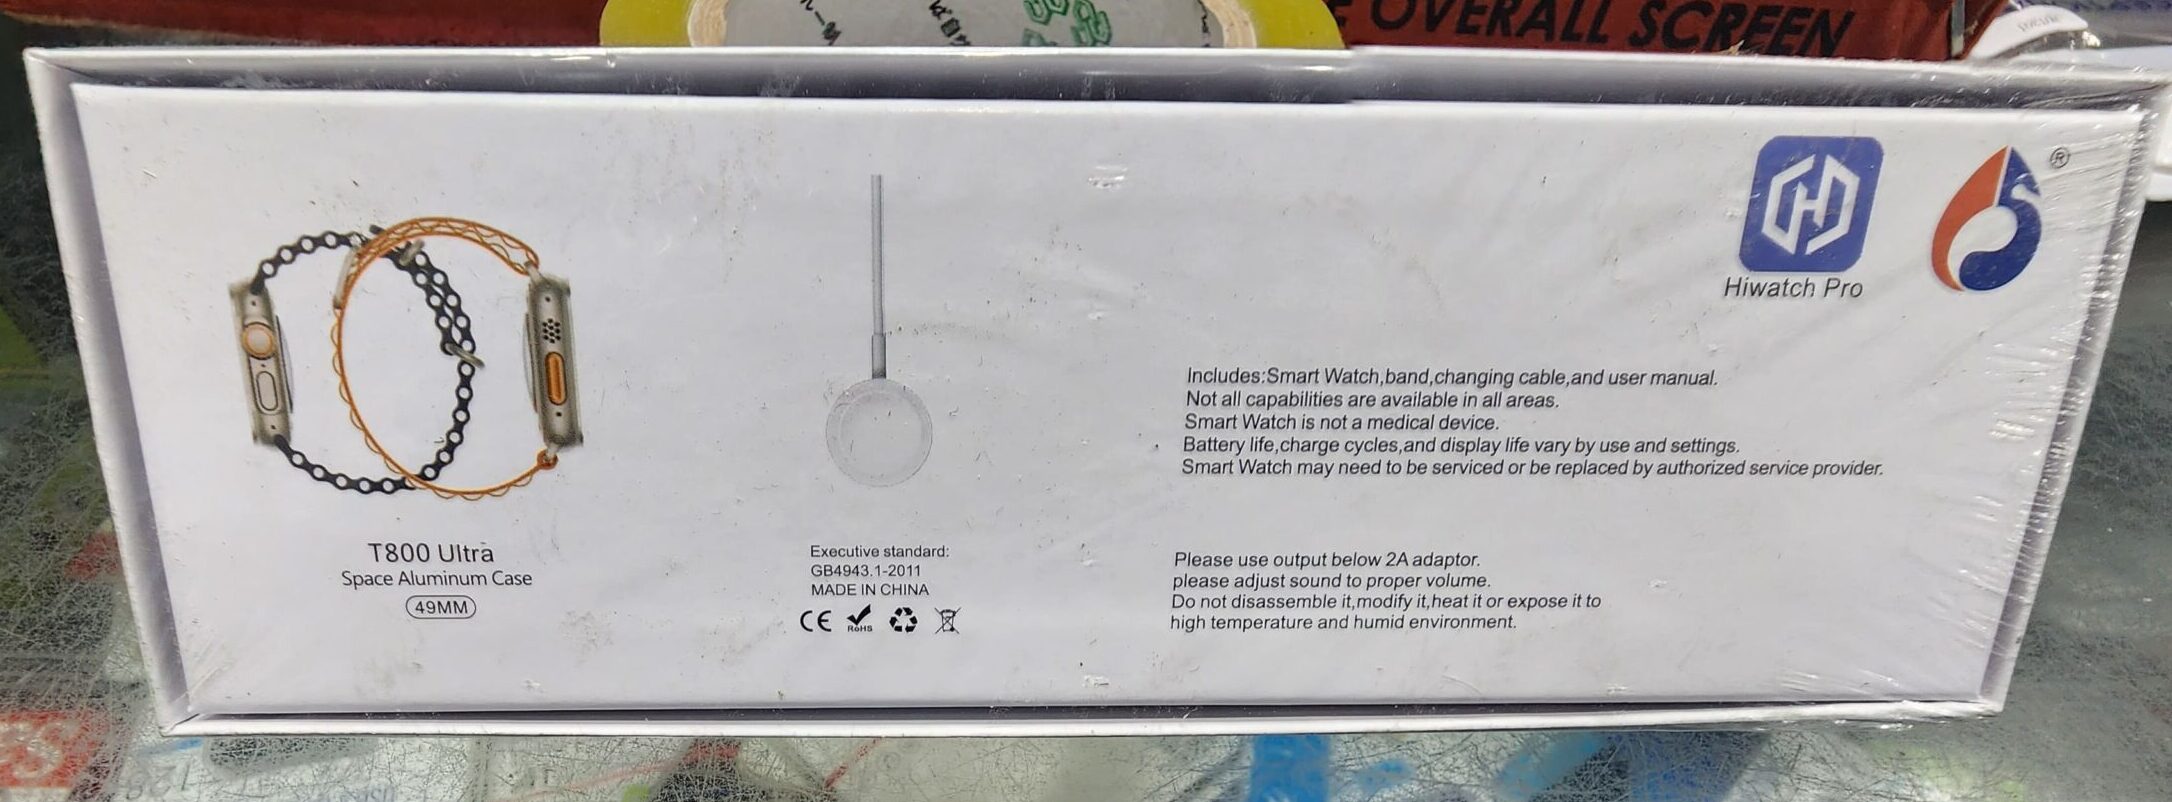 OVERALL SCREEN
®
Hiwatch Pro
Includes:Smart Watch,band,changing cable,and user manual.
Not all capabilities are available in all areas.
Smart Watch is not a medical device.
Battery life,charge cycles,and display life vary by use and settings.
Smart Watch may need to be serviced or be replaced by authorized service provider.
T800 Ultra
Space Aluminum Case
49MM
Executive standard:
GB4943.1-2011
MADE IN CHINA
CE RoHS
Please use output below 2A adaptor.
please adjust sound to proper volume.
Do not disassemble it,modify it,heat it or expose it to
high temperature and humid environment.